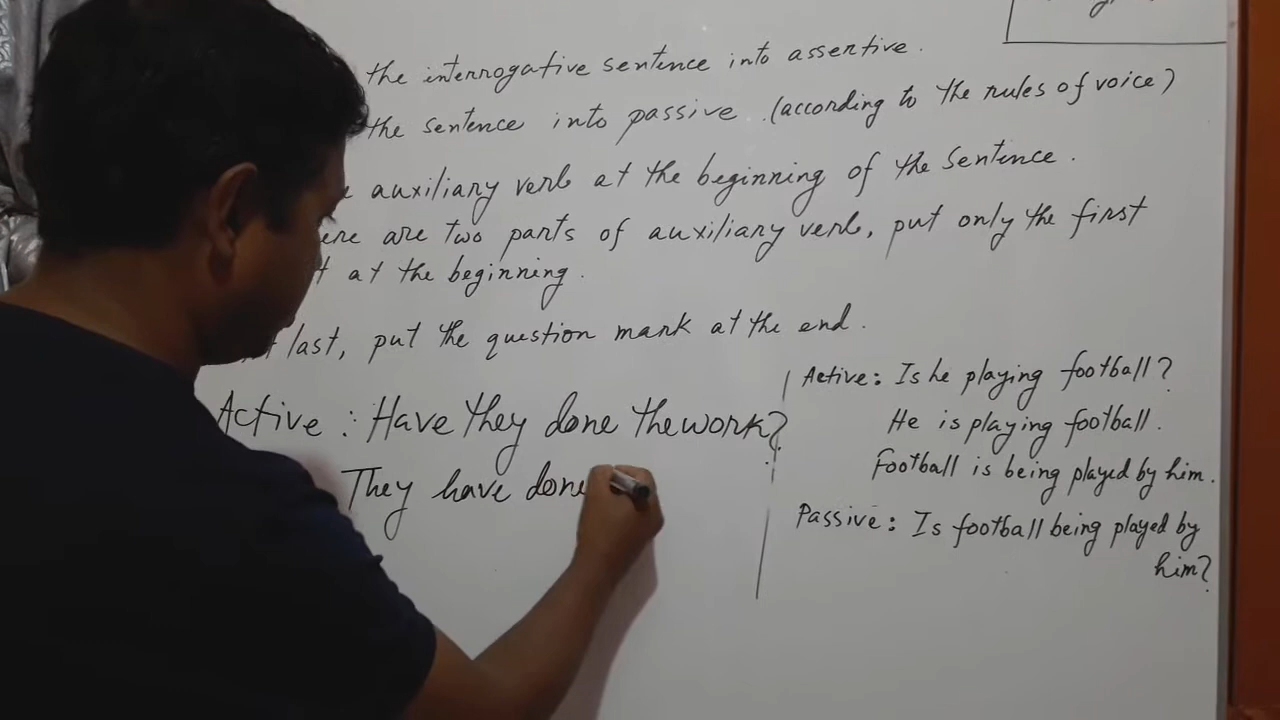 the interrogative sentence into assertive.
the sentence into passive. (according to the rules of voice)
auxiliary verb at the beginning of the sentence.
ere are two parts of auxiliary verb, put only the first
t at the beginning.
last, put the question mark at the end.
Active : Have they done the work?
They have done
Active : Is he playing football?
He is playing football.
Football is being played by him.
Passive : Is football being played by
him?